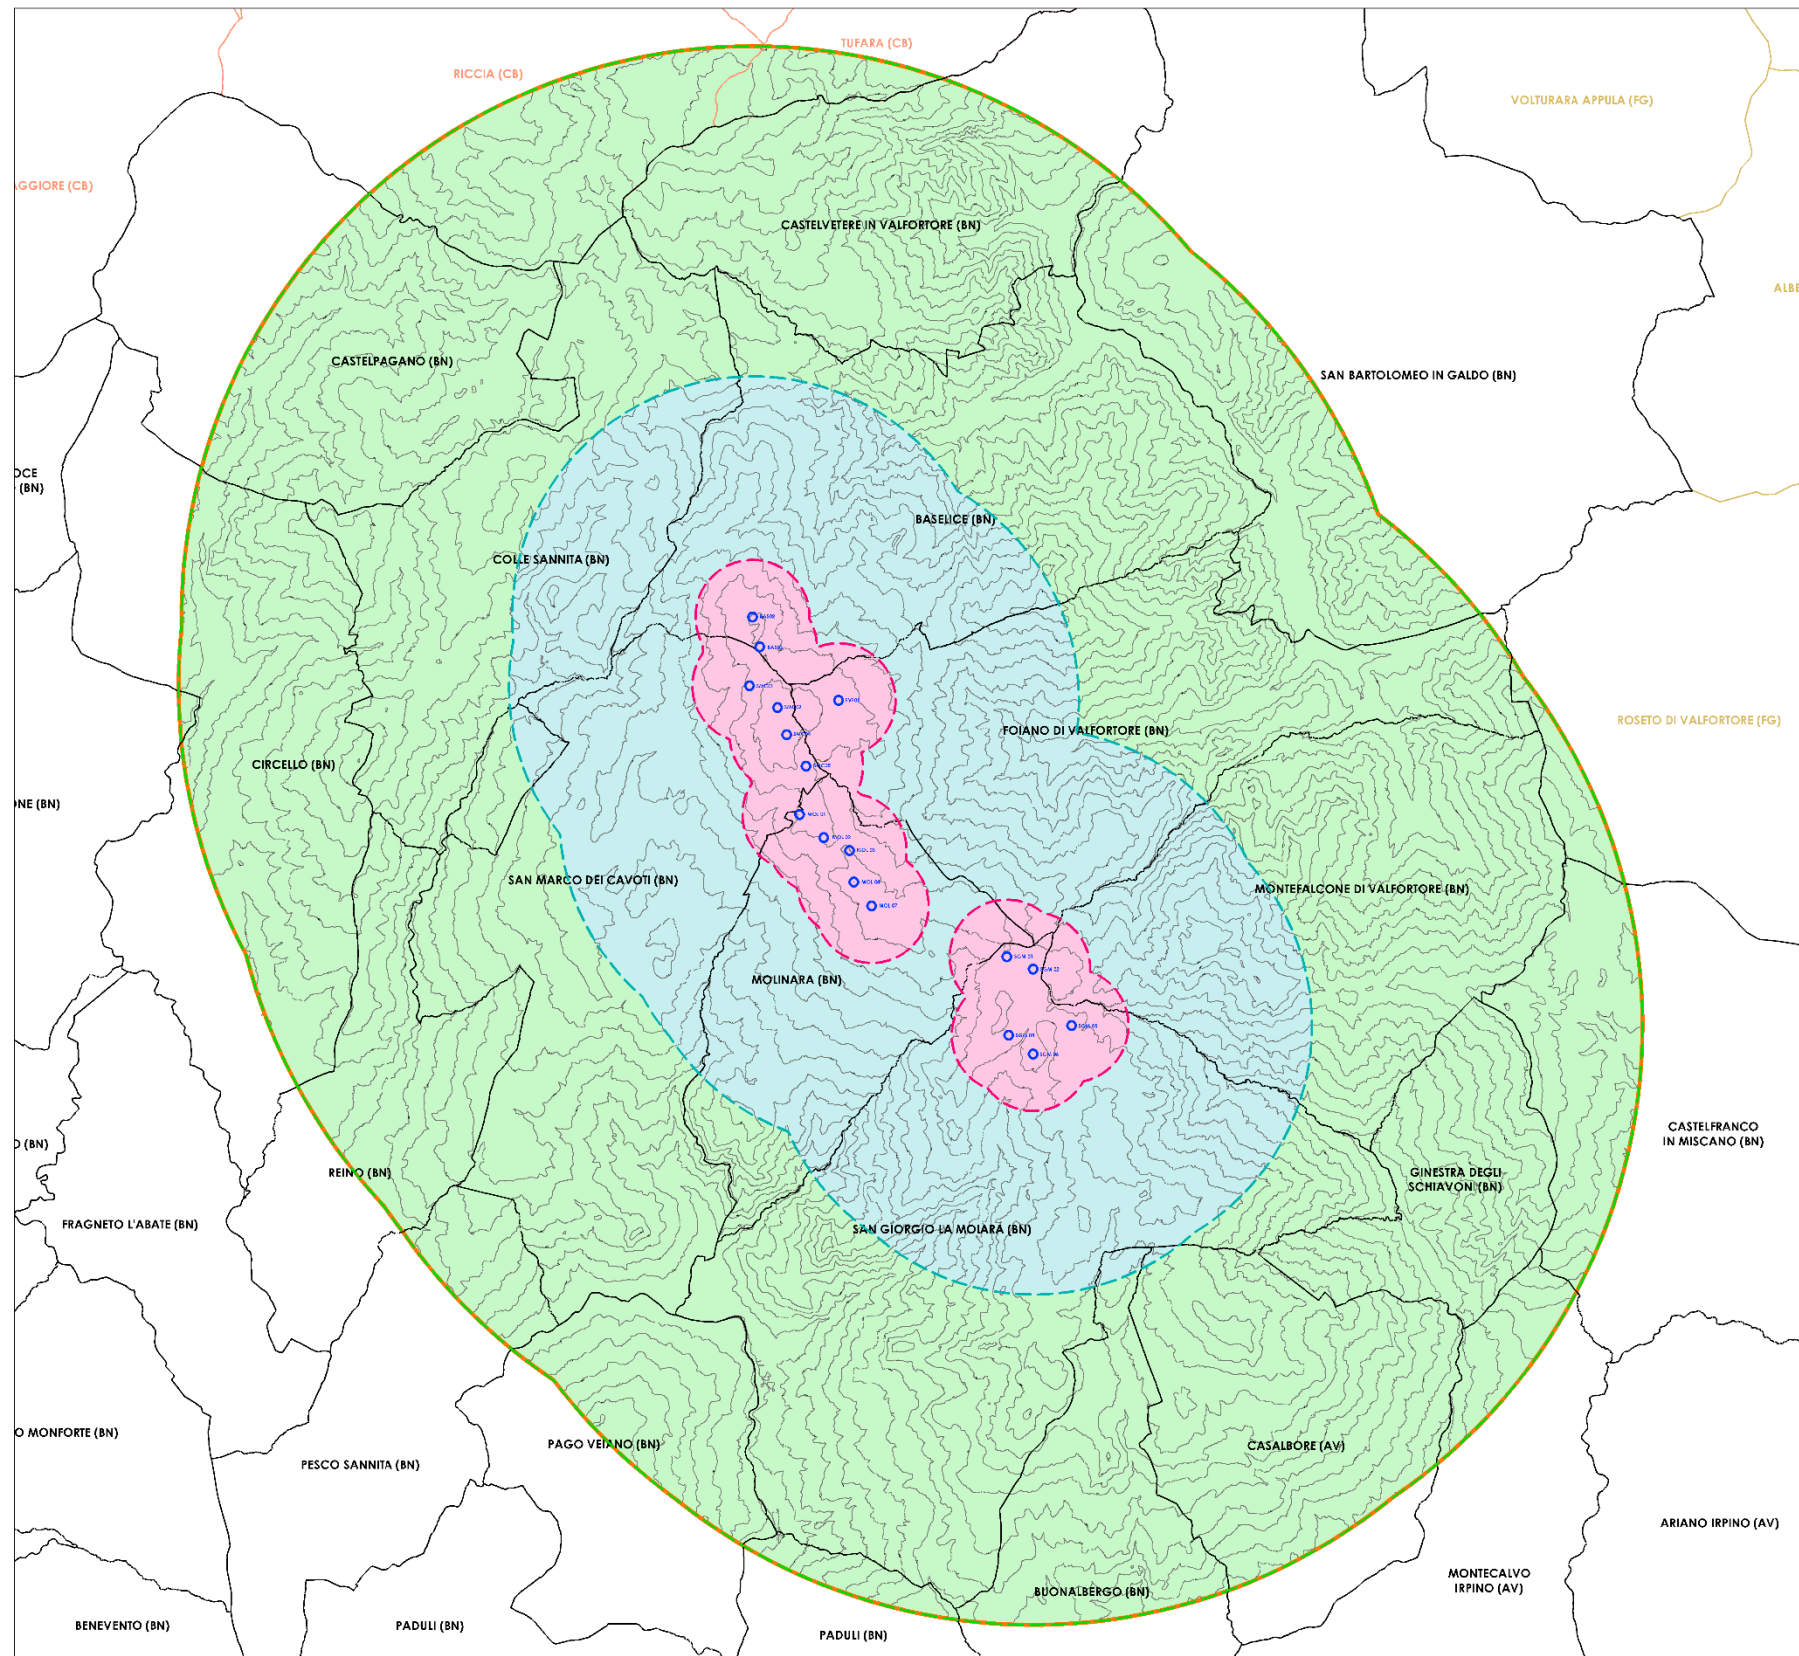 TUFARA (CB)
RICCIA (CB)
VOLTURARA APPULA (FG)
AGGIORE (CB)
CASTELVETERE IN VALFORTORE (BN)
ALBE
CASTELPAGANO (BN)
SAN BARTOLOMEO IN GALDO (BN)
OCE
(BN)
BASELICE (BN)
COLLE SANNITA (BN)
ROSETO DI VALFORTORE (FG)
FOIANO DI VALFORTORE (BN)
CIRCELLO (BN)
NE (BN)
MOL 07
SAN MARCO DEI CAVOTI (BN)
MONTEFALCONE DI VALFORTORE (BN)
SGM 01
MOLINARA (BN)
CASTELFRANCO
IN MISCANO (BN)
O (BN)
REINO (BN)
GINESTRA DEGLI
SCHIAVONI (BN)
FRAGNETO L'ABATE (BN)
SAN GIORGIO LA MOLARA (BN)
O MONFORTE (BN)
PAGO VEIANO (BN)
CASALBORE (AV)
PESCO SANNITA (BN)
ARIANO IRPINO (AV)
MONTECALVO
IRPINO (AV)
BUONALBERGO (BN)
BENEVENTO (BN)
PADULI (BN)
PADULI (BN)